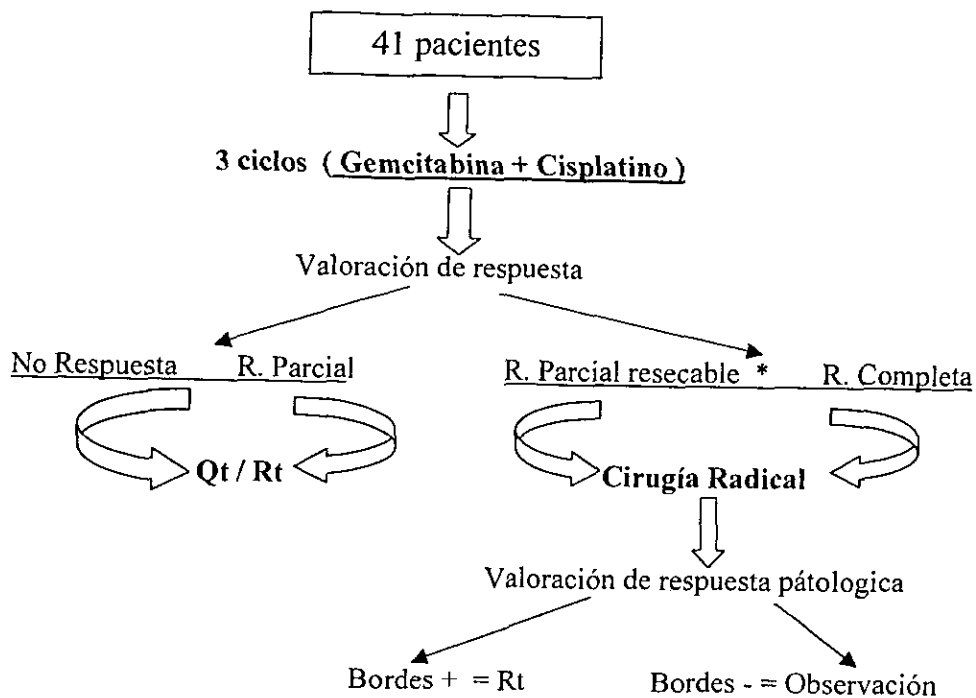 41 pacientes
3 ciclos ( Gemcitabina + Cisplatino )
Valoración de respuesta
No Respuesta R. Parcial
R. Parcial resecable * R. Completa
Qt / Rt
Cirugía Radical
Valoración de respuesta pátologica
Bordes + = Rt
Bordes - = Observación